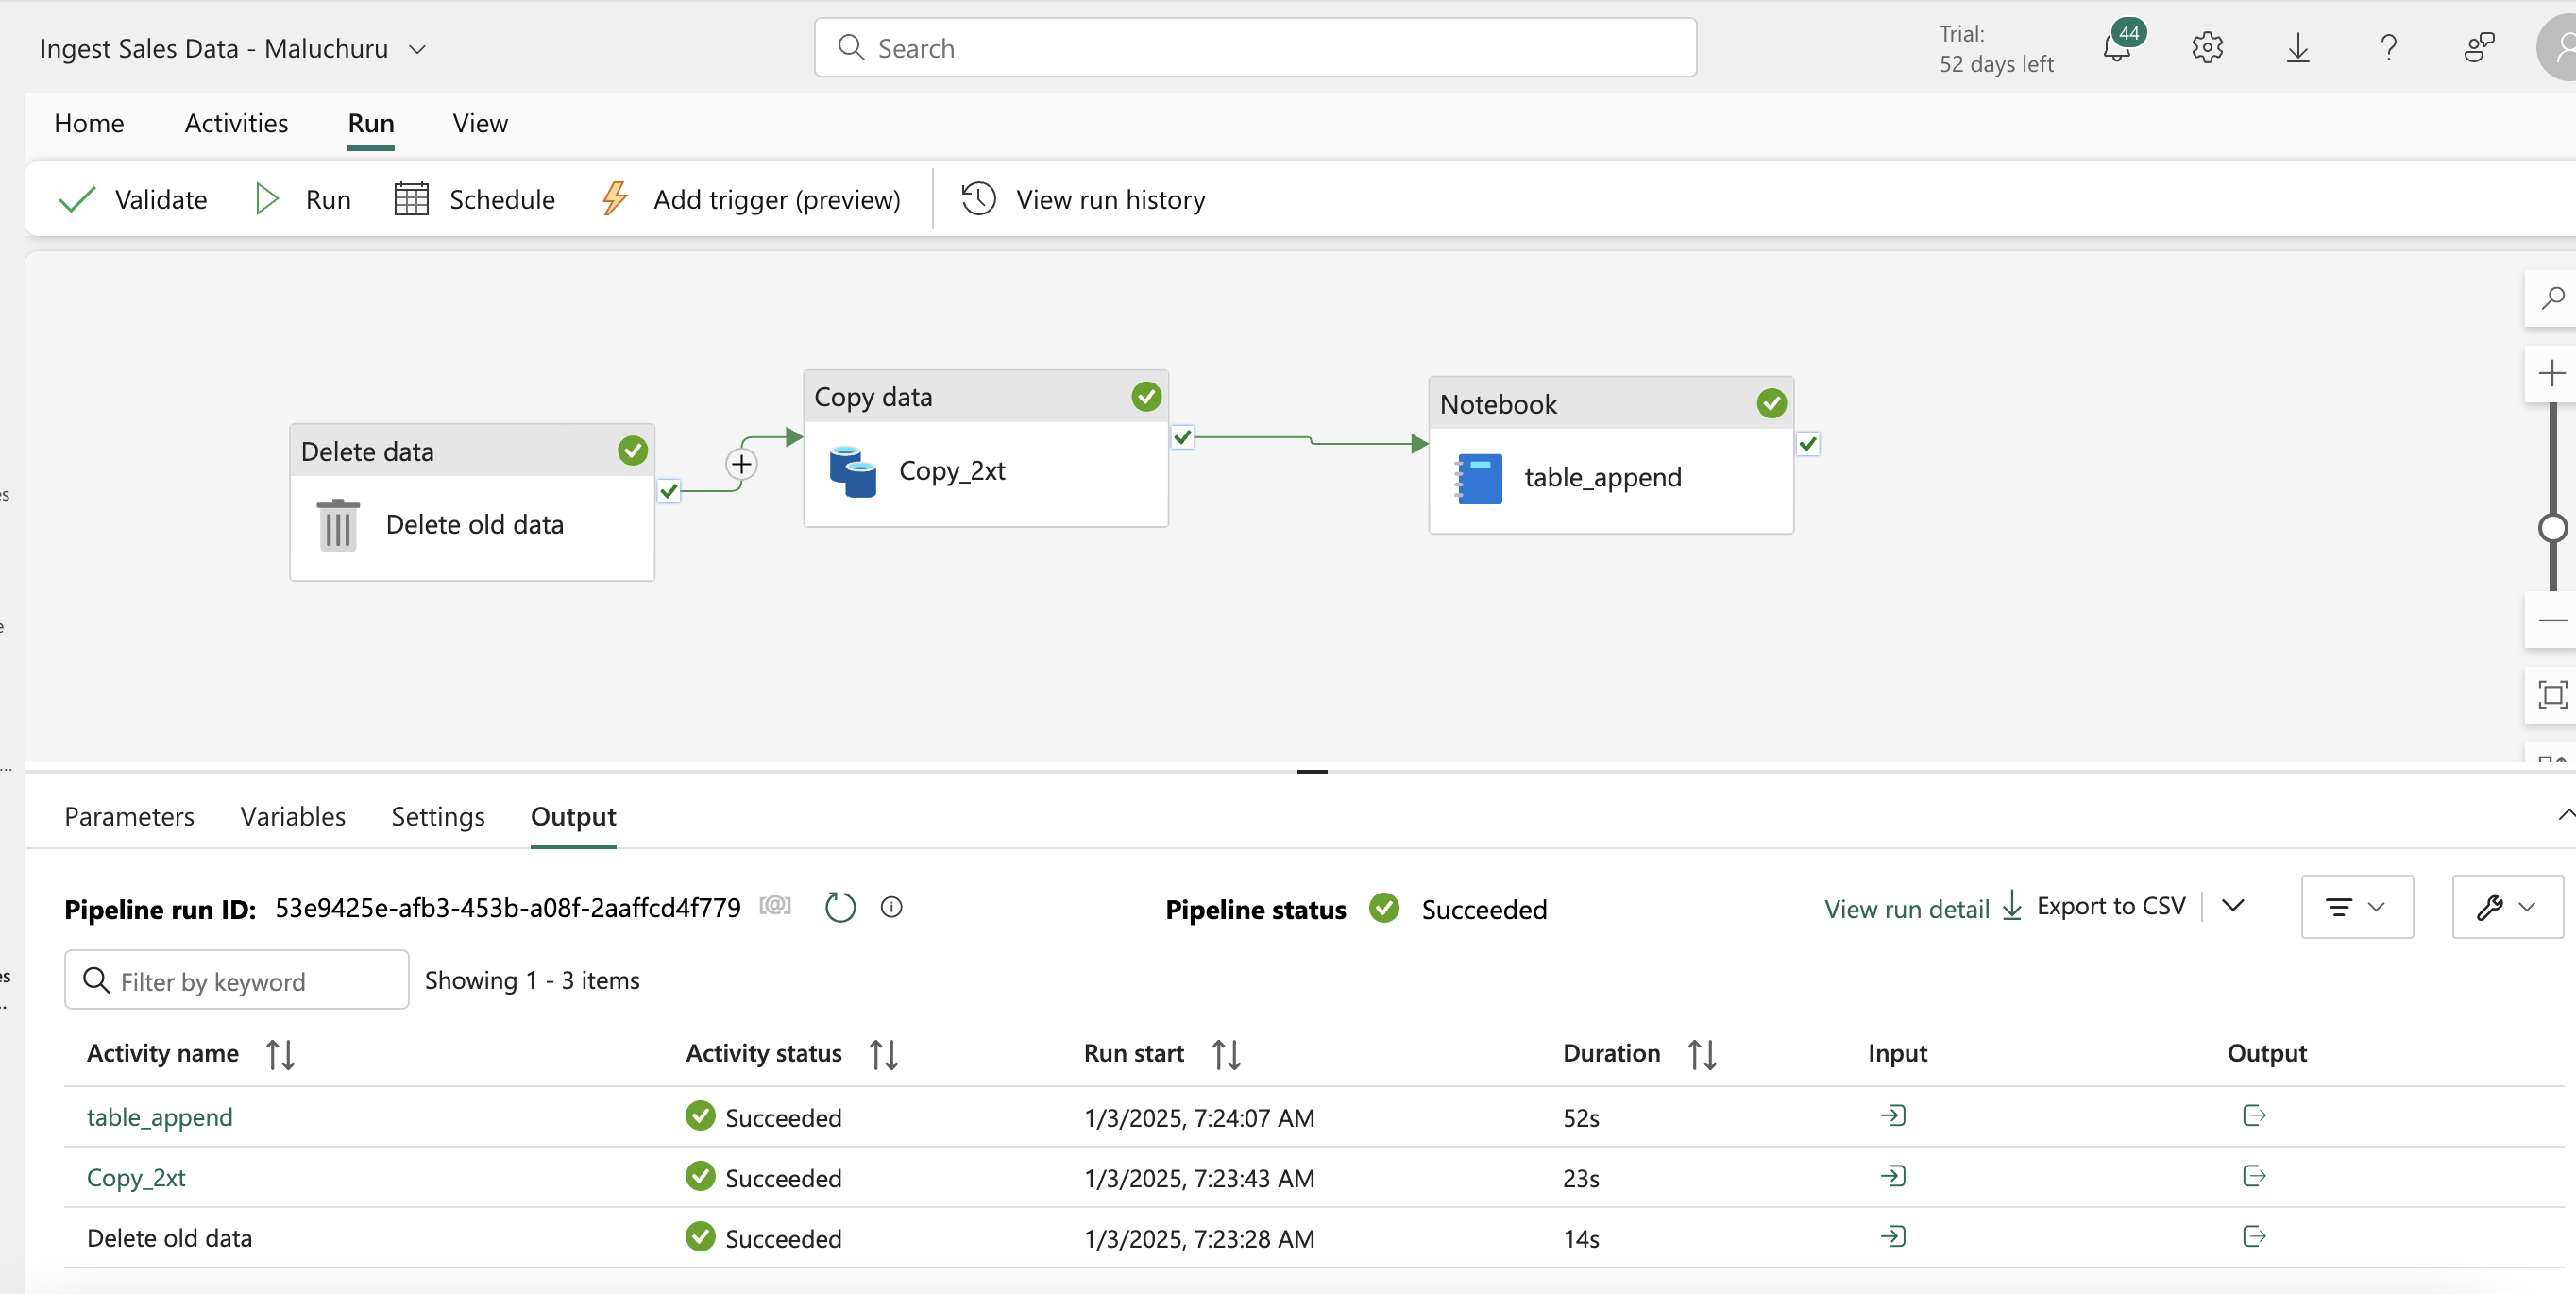 Ingest Sales Data - Maluchuru
Search
Trial:
52 days left
44
Home Activities Run View
Validate Run Schedule Add trigger (preview) View run history
Delete data
Delete old data
Copy data
Copy_2xt
Notebook
table_append
Parameters Variables Settings Output
Pipeline run ID: 53e9425e-afb3-453b-a08f-2aaffcd4f779 Pipeline status Succeeded View run detail Export to CSV
Filter by keyword Showing 1 - 3 items
Activity name Activity status Run start Duration Input Output
table_append Succeeded 1/3/2025, 7:24:07 AM 52s
Copy_2xt Succeeded 1/3/2025, 7:23:43 AM 23s
Delete old data Succeeded 1/3/2025, 7:23:28 AM 14s